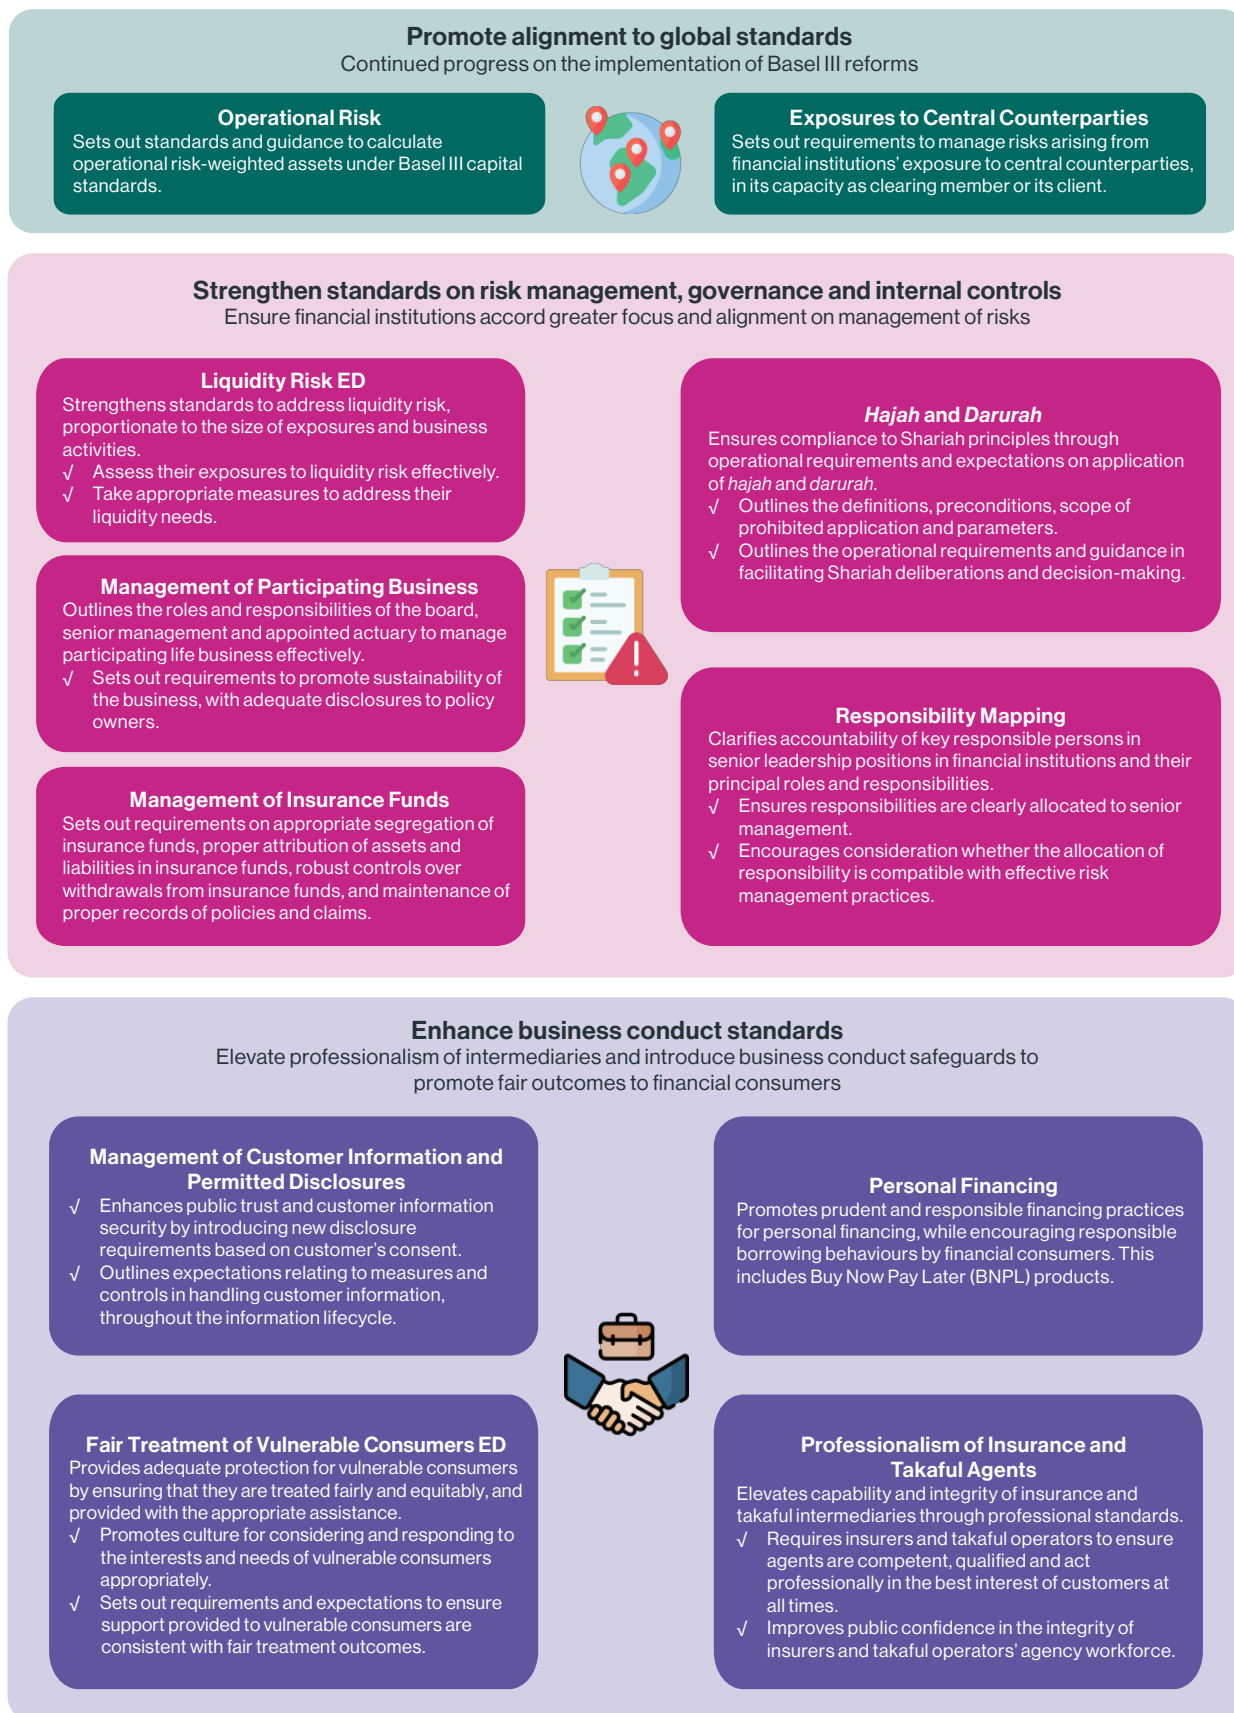 Promote alignment to global standards
Continued progress on the implementation of Basel III reforms
Operational Risk
Sets out standards and guidance to calculate
operational risk-weighted assets under Basel III capital
standards.
Exposures to Central Counterparties
Sets out requirements to manage risks arising from
financial institutions' exposure to central counterparties,
in its capacity as clearing member or its client.
Strengthen standards on risk management, governance and internal controls
Ensure financial institutions accord greater focus and alignment on management of risks
Liquidity Risk ED
Strengthens standards to address liquidity risk,
proportionate to the size of exposures and business
activities.
√ Assess their exposures to liquidity risk effectively.
√ Take appropriate measures to address their
liquidity needs.
Management of Participating Business
Outlines the roles and responsibilities of the board,
senior management and appointed actuary to manage
participating life business effectively.
√ Sets out requirements to promote sustainability of
the business, with adequate disclosures to policy
owners.
Management of Insurance Funds
Sets out requirements on appropriate segregation of
insurance funds, proper attribution of assets and
liabilities in insurance funds, robust controls over
withdrawals from insurance funds, and maintenance of
proper records of policies and claims.
Hajah and Darurah
Ensures compliance to Shariah principles through
operational requirements and expectations on application
of hajah and darurah.
√ Outlines the definitions, preconditions, scope of
prohibited application and parameters.
√ Outlines the operational requirements and guidance in
facilitating Shariah deliberations and decision-making.
Responsibility Mapping
Clarifies accountability of key responsible persons in
senior leadership positions in financial institutions and their
principal roles and responsibilities.
√ Ensures responsibilities are clearly allocated to senior
management.
√ Encourages consideration whether the allocation of
responsibility is compatible with effective risk
management practices.
Enhance business conduct standards
Elevate professionalism of intermediaries and introduce business conduct safeguards to
promote fair outcomes to financial consumers
Management of Customer Information and
Permitted Disclosures
√ Enhances public trust and customer information
security by introducing new disclosure
requirements based on customer's consent.
√ Outlines expectations relating to measures and
controls in handling customer information,
throughout the information lifecycle.
Personal Financing
Promotes prudent and responsible financing practices
for personal financing, while encouraging responsible
borrowing behaviours by financial consumers. This
includes Buy Now Pay Later (BNPL) products.
Fair Treatment of Vulnerable Consumers ED
Provides adequate protection for vulnerable consumers
by ensuring that they are treated fairly and equitably, and
provided with the appropriate assistance.
√ Promotes culture for considering and responding to
the interests and needs of vulnerable consumers
appropriately.
√ Sets out requirements and expectations to ensure
support provided to vulnerable consumers are
consistent with fair treatment outcomes.
Professionalism of Insurance and
Takaful Agents
Elevates capability and integrity of insurance and
takaful intermediaries through professional standards.
√ Requires insurers and takaful operators to ensure
agents are competent, qualified and act
professionally in the best interest of customers at
all times.
√ Improves public confidence in the integrity of
insurers and takaful operators' agency workforce.